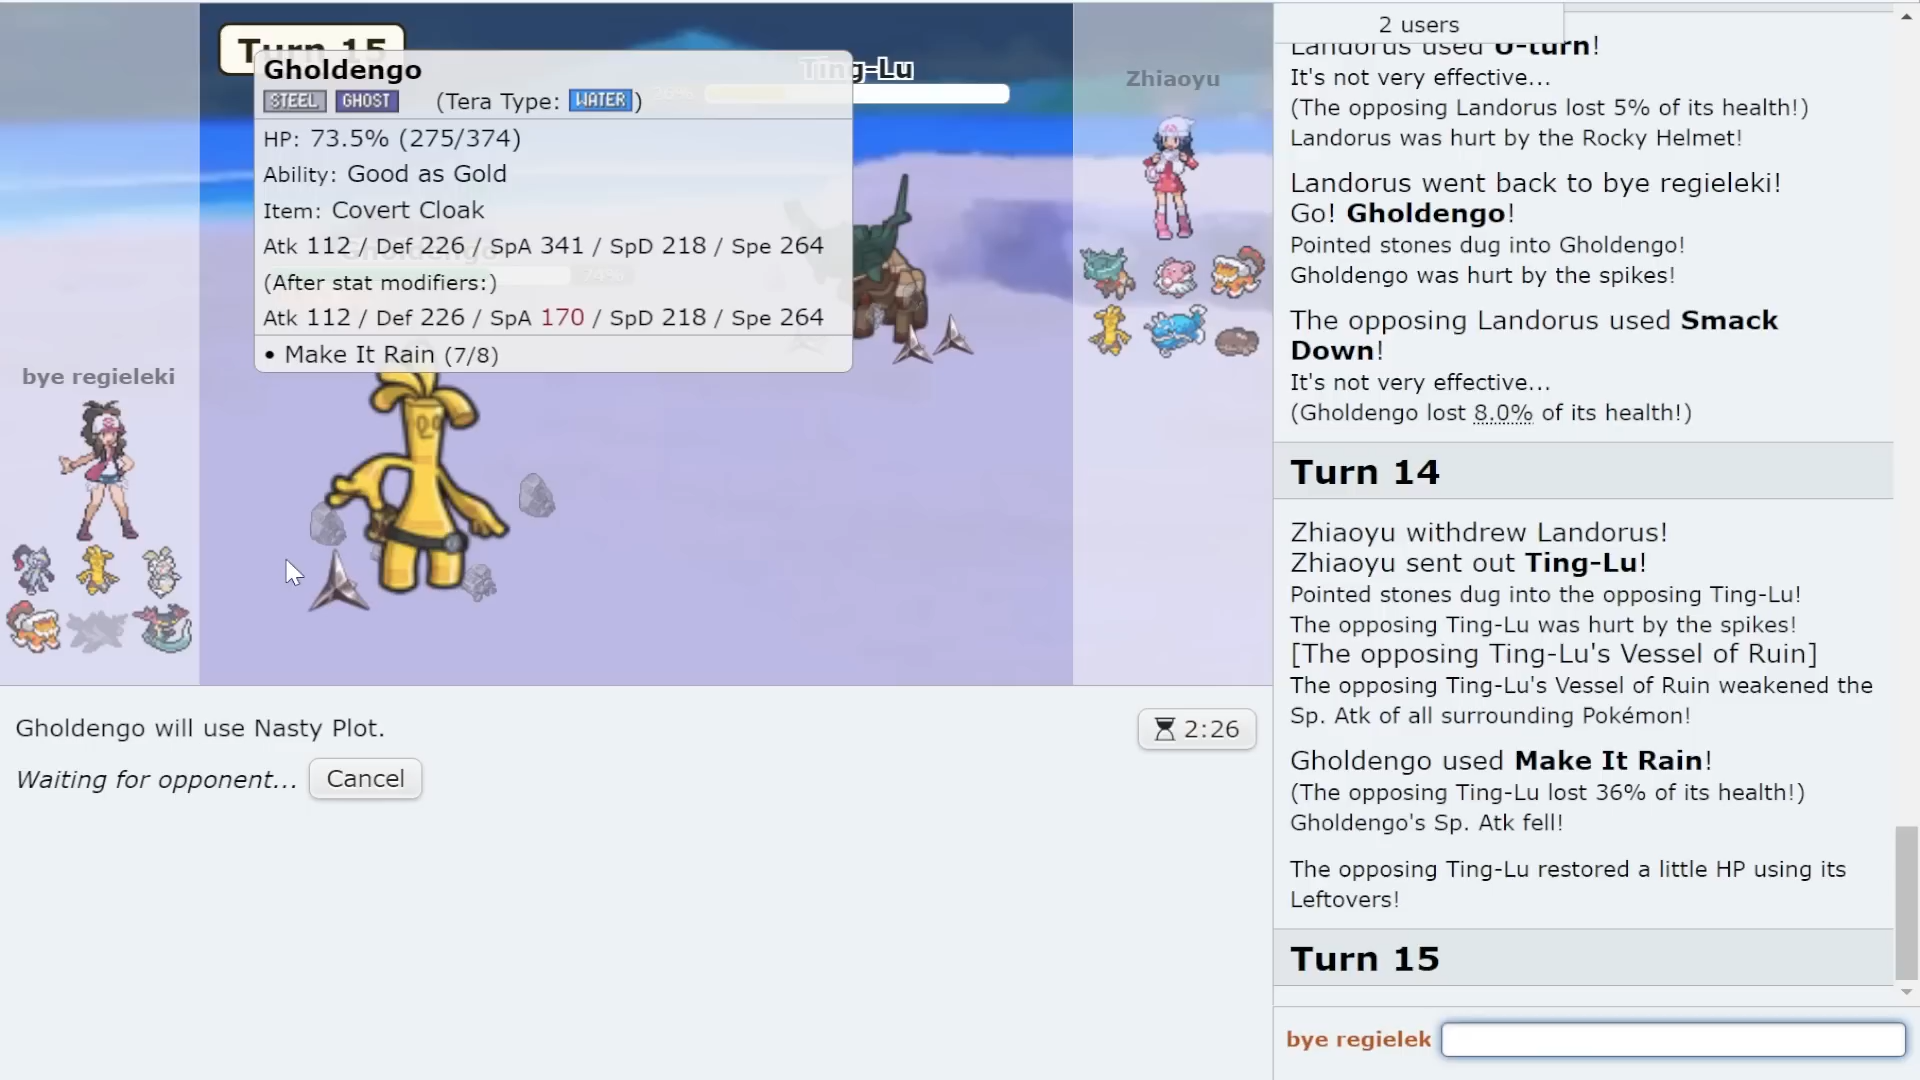 Turn 15
Gholdengo
STEEL GHOST (Tera Type: WATER)
HP: 73.5% (275/374)
Ability: Good as Gold
Item: Covert Cloak
Atk 112 / Def 226 / SpA 341 / SpD 218 / Spe 264
(After stat modifiers:)
Atk 112 / Def 226 / SpA 170 / SpD 218 / Spe 264
• Make It Rain (7/8)
Gholdengo
74%
Ting-Lu
26%
Zhiaoyu
bye regieleki
Gholdengo will use Nasty Plot.
2:26
Waiting for opponent...
Cancel
2 users
Landorus used U-turn!
It's not very effective...
(The opposing Landorus lost 5% of its health!)
Landorus was hurt by the Rocky Helmet!
Landorus went back to bye regieleki!
Go! Gholdengo!
Pointed stones dug into Gholdengo!
Gholdengo was hurt by the spikes!
The opposing Landorus used Smack
Down!
It's not very effective...
(Gholdengo lost 8.0% of its health!)
Turn 14
Zhiaoyu withdrew Landorus!
Zhiaoyu sent out Ting-Lu!
Pointed stones dug into the opposing Ting-Lu!
The opposing Ting-Lu was hurt by the spikes!
[The opposing Ting-Lu's Vessel of Ruin]
The opposing Ting-Lu's Vessel of Ruin weakened the
Sp. Atk of all surrounding Pokémon!
Gholdengo used Make It Rain!
(The opposing Ting-Lu lost 36% of its health!)
Gholdengo's Sp. Atk fell!
The opposing Ting-Lu restored a little HP using its
Leftovers!
Turn 15
bye regielek